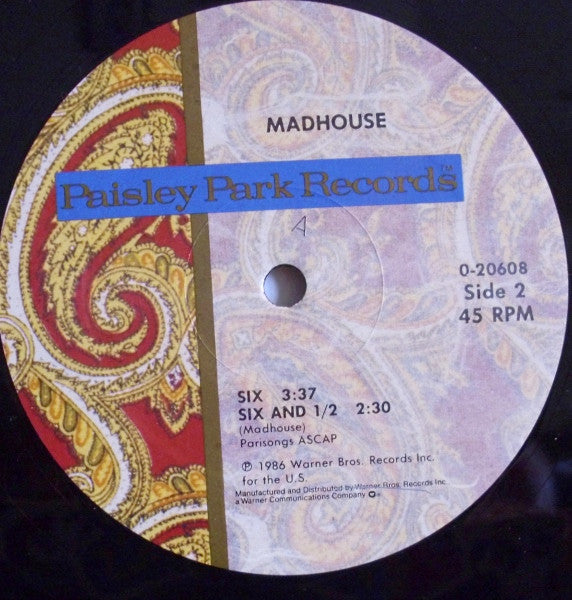 MADHOUSE
Paisley Park Records™
A
0-20608
Side 2
45 RPM
SIX 3:37
SIX AND 1/2 2:30
(Madhouse)
Parisongs ASCAP
℗ 1986 Warner Bros. Records Inc.
for the U.S.
Manufactured and Distributed by Warner Bros. Records Inc
a Warner Communications Company